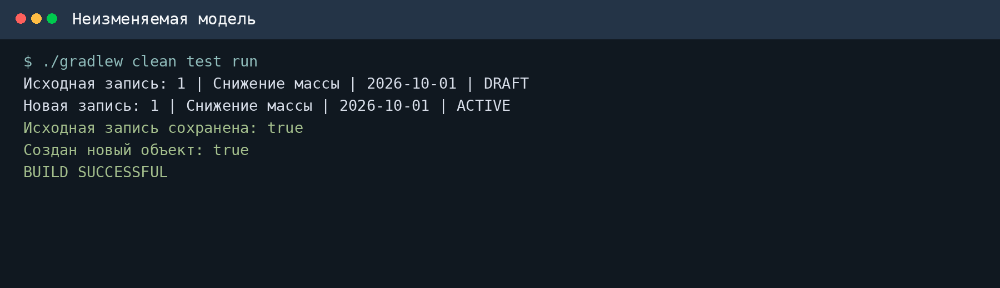 Неизменяемая модель
$ ./gradlew clean test run
Исходная запись: 1 | Снижение массы | 2026-10-01 | DRAFT
Новая запись: 1 | Снижение массы | 2026-10-01 | ACTIVE
Исходная запись сохранена: true
Создан новый объект: true
BUILD SUCCESSFUL